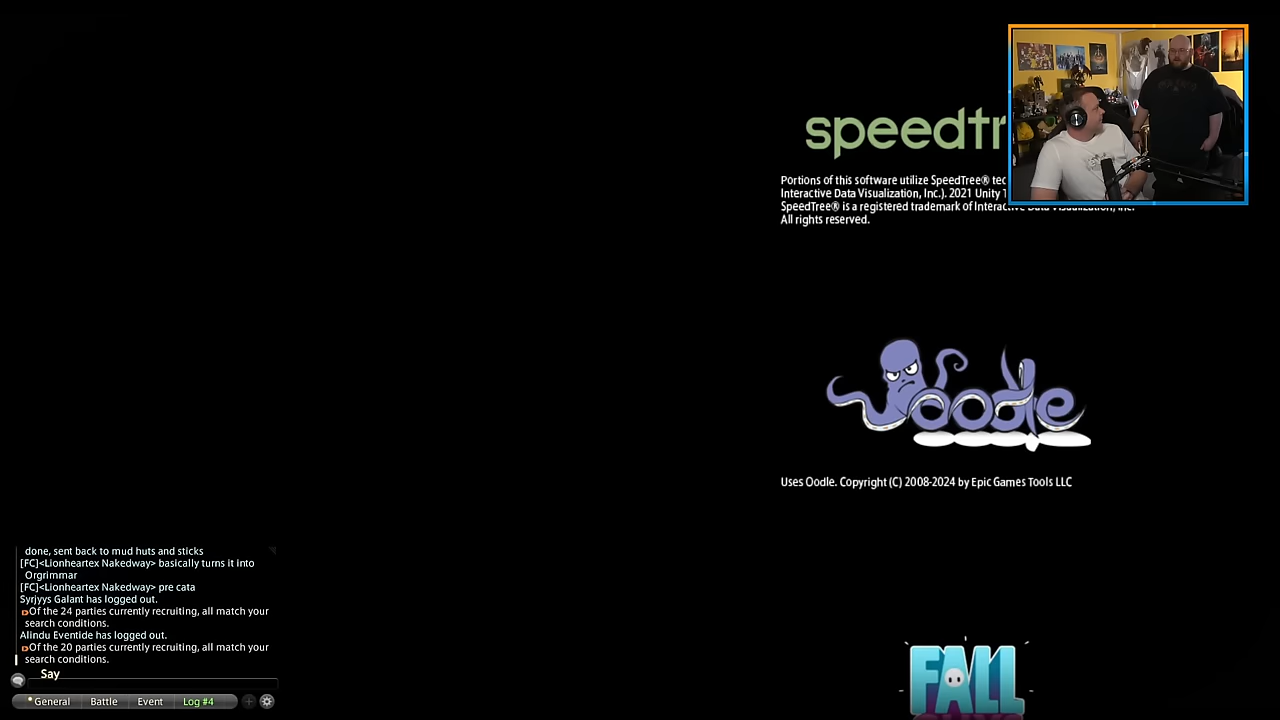 speedtr
Portions of this software utilize SpeedTree® tec
Interactive Data Visualization, Inc.). 2021 Unity T
SpeedTree® is a registered trademark of Interactive Data Visualization, Inc.
All rights reserved.
oodle
Uses Oodle. Copyright (C) 2008-2024 by Epic Games Tools LLC
FALL
done, sent back to mud huts and sticks
[FC]<Lionheartex Nakedway> basically turns it into
Orgrimmar
[FC]<Lionheartex Nakedway> pre cata
Syrjyys Galant has logged out.
Of the 24 parties currently recruiting, all match your
search conditions.
Alindu Eventide has logged out.
Of the 20 parties currently recruiting, all match your
search conditions.
Say
General Battle Event Log #4